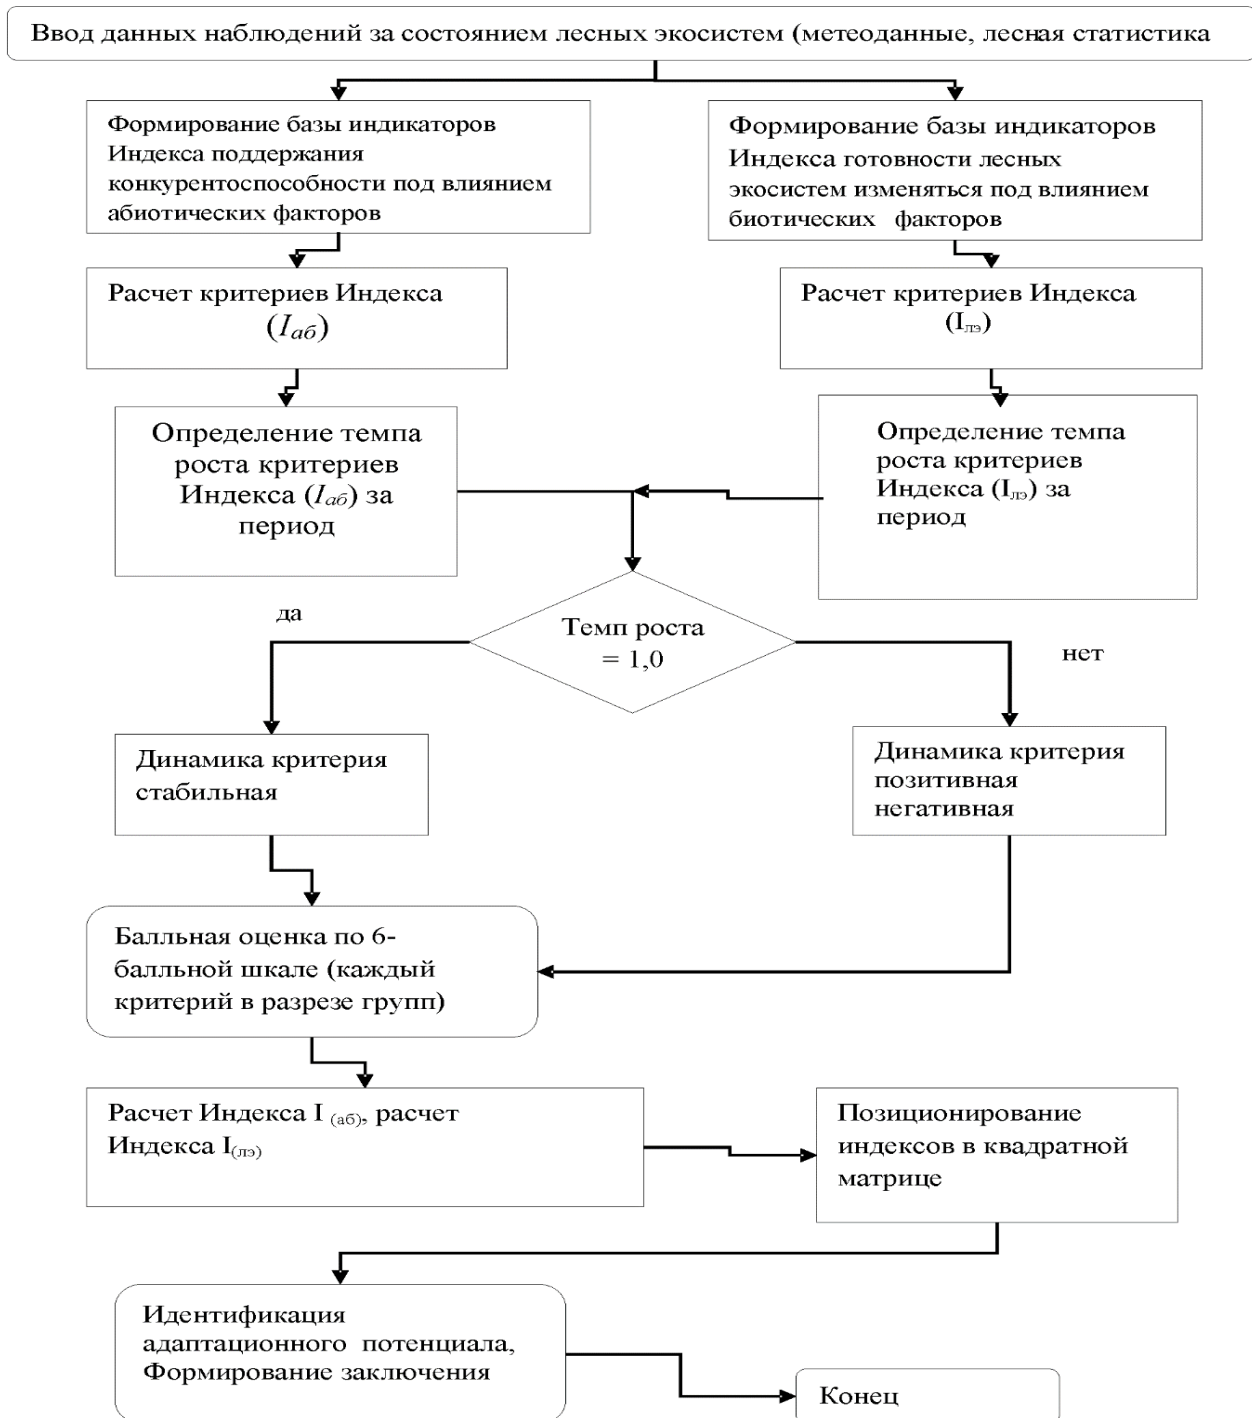 Ввод данных наблюдений за состоянием лесных экосистем (метеоданные, лесная статистика
Формирование базы индикаторов
Индекса поддержания
конкурентоспособности под влиянием
абиотических факторов
Формирование базы индикаторов
Индекса готовности лесных
экосистем изменяться под влиянием
биотических факторов
Расчет критериев Индекса
(Iаб)
Расчет критериев Индекса
(Iлэ)
Определение темпа
роста критериев
Индекса (Iаб) за
период
Определение темпа
роста критериев
Индекса (Iлэ) за
период
да
Темп роста
= 1,0
нет
Динамика критерия
стабильная
Динамика критерия
позитивная
негативная
Балльная оценка по 6-
балльной шкале (каждый
критерий в разрезе групп)
Расчет Индекса I (аб), расчет
Индекса I(лэ)
Позиционирование
индексов в квадратной
матрице
Идентификация
адаптационного потенциала,
Формирование заключения
Конец